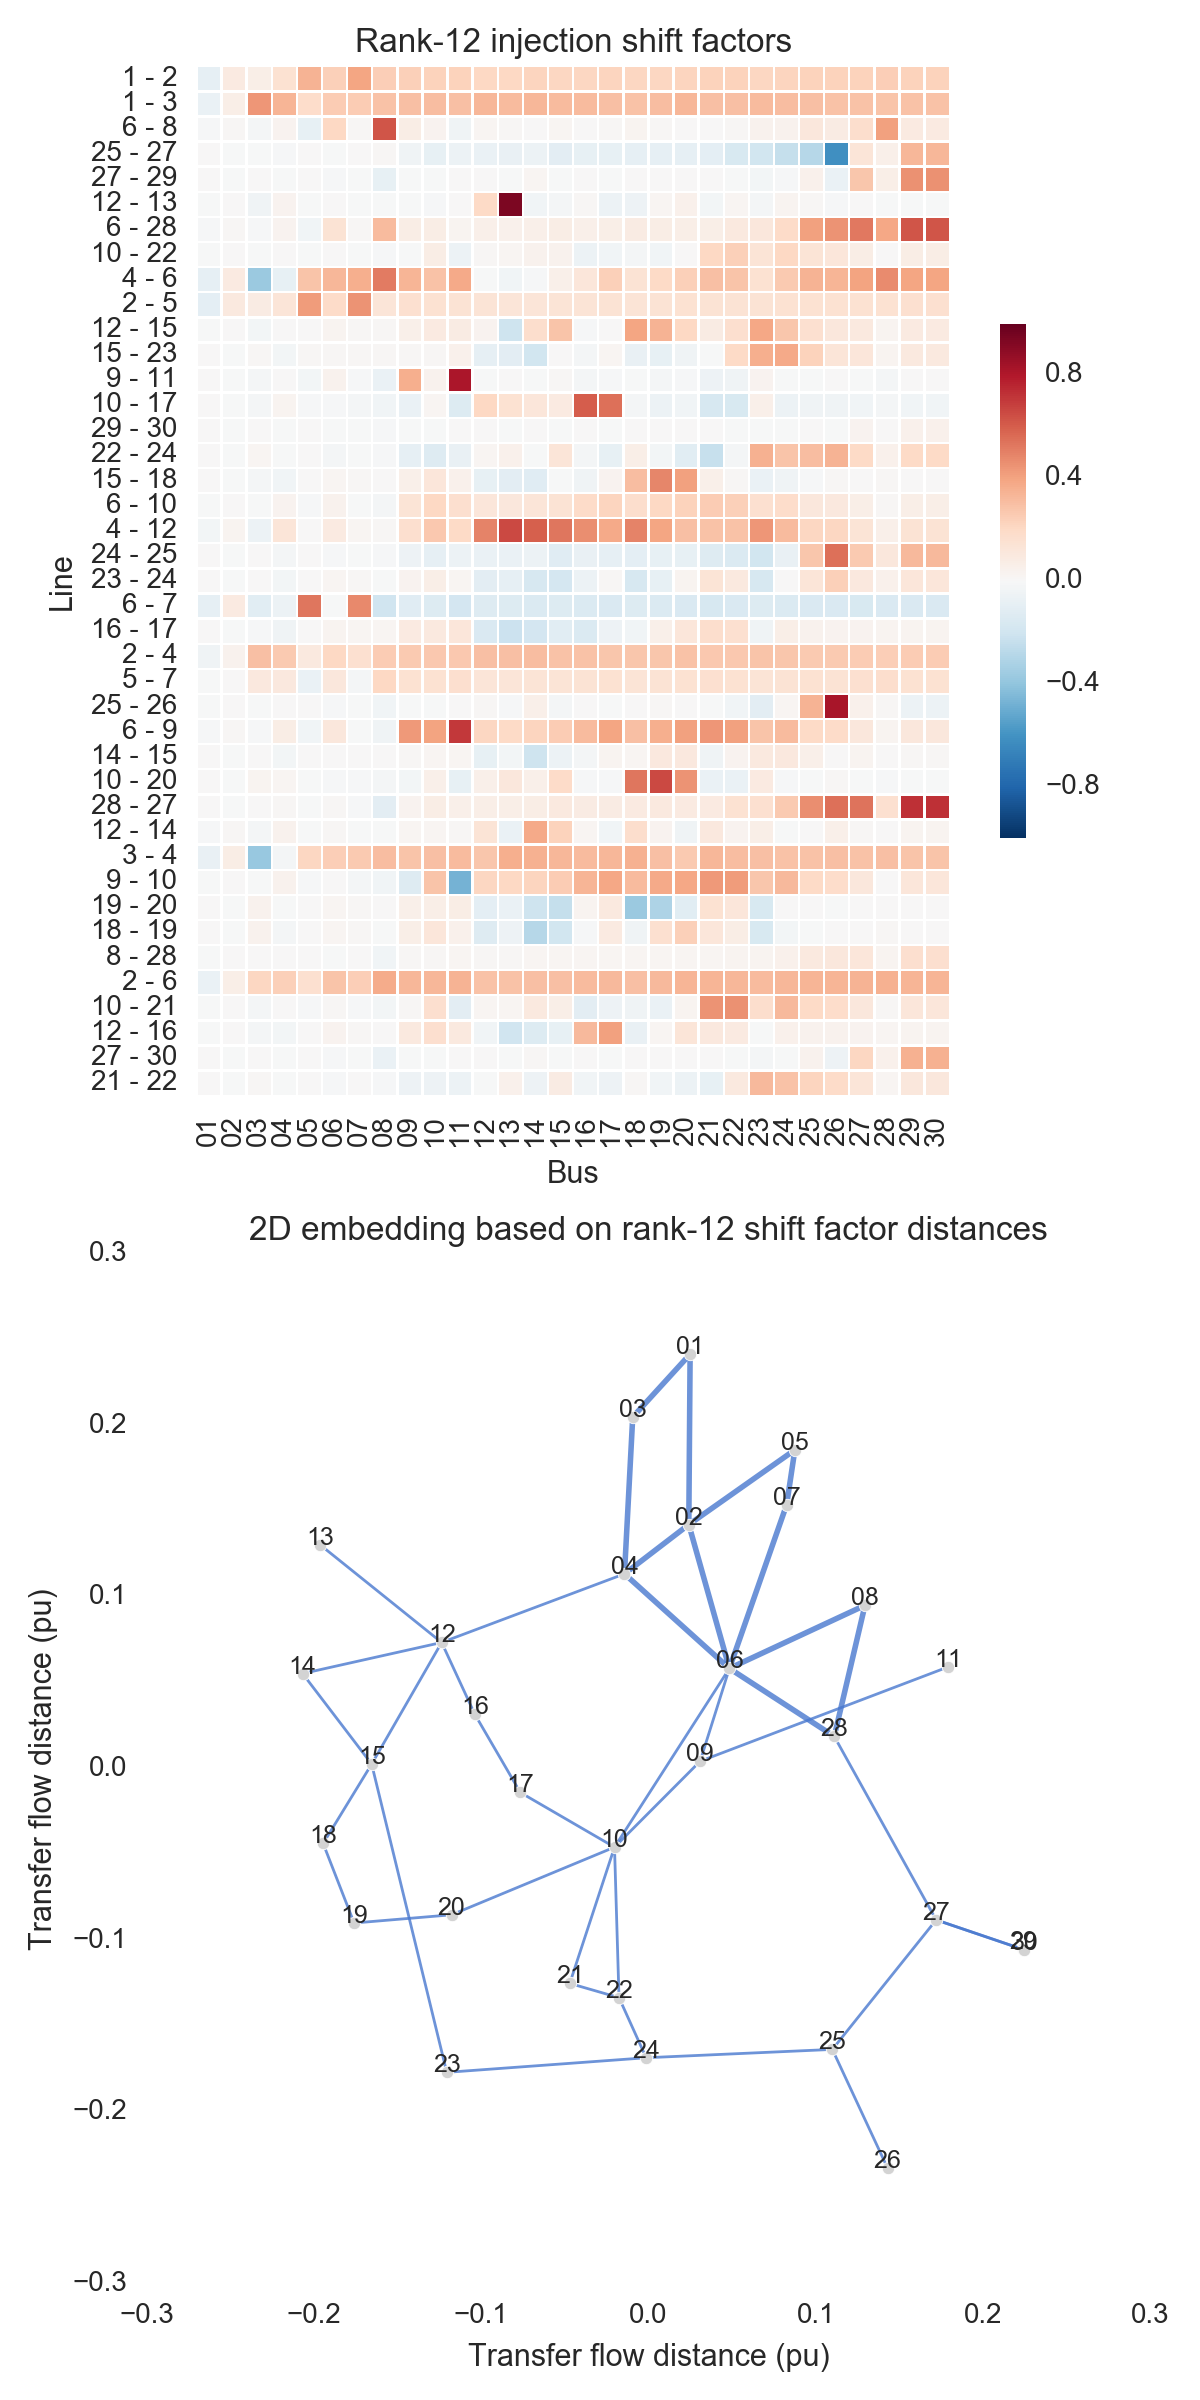 Rank-12 injection shift factors
1 - 2
1 - 3
6 - 8
25 - 27
27 - 29
12 - 13
6 - 28
10 - 22
4 - 6
2 - 5
12 - 15
15 - 23
9 - 11
10 - 17
29 - 30
22 - 24
15 - 18
6 - 10
4 - 12
24 - 25
23 - 24
6 - 7
16 - 17
2 - 4
5 - 7
25 - 26
6 - 9
14 - 15
10 - 20
28 - 27
12 - 14
3 - 4
9 - 10
19 - 20
18 - 19
8 - 28
2 - 6
10 - 21
12 - 16
27 - 30
21 - 22
Line
01 02 03 04 05 06 07 08 09 10 11 12 13 14 15 16 17 18 19 20 21 22 23 24 25 26 27 28 29 30
Bus
0.8
0.4
0.0
−0.4
−0.8
2D embedding based on rank-12 shift factor distances
0.3
0.2
0.1
0.0
−0.1
−0.2
−0.3
Transfer flow distance (pu)
01
03
05
07
02
13
04
08
12
06
11
14
16
28
09
15
17
18
10
20
27
19
29
30
21
22
25
24
23
26
−0.3 −0.2 −0.1 0.0 0.1 0.2 0.3
Transfer flow distance (pu)